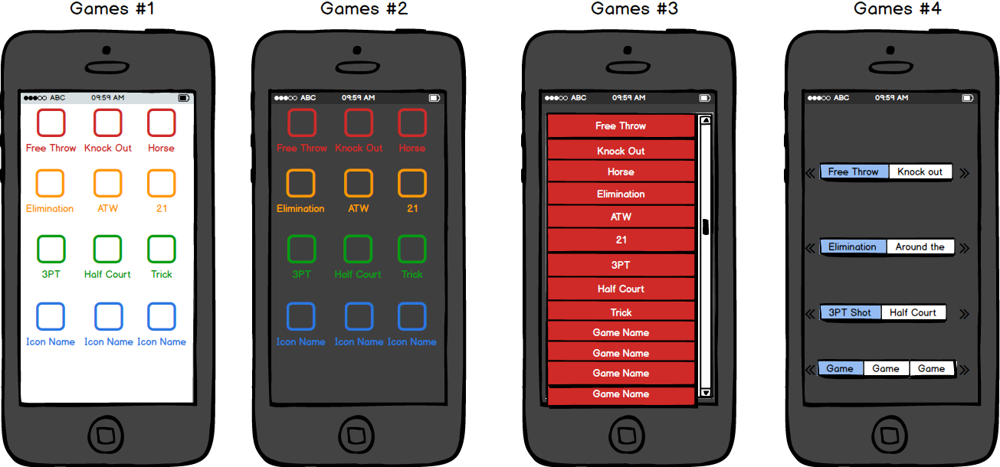 Games #1
ABC 09:59 AM
Free Throw Knock Out Horse
Elimination ATW 21
3PT Half Court Trick
Icon Name Icon Name Icon Name
Games #2
ABC 09:59 AM
Free Throw Knock Out Horse
Elimination ATW 21
3PT Half Court Trick
Icon Name Icon Name Icon Name
Games #3
ABC 09:59 AM
Free Throw
Knock Out
Horse
Elimination
ATW
21
3PT
Half Court
Trick
Game Name
Game Name
Game Name
Game Name
Games #4
ABC 09:59 AM
Free Throw Knock out
Elimination Around the
3PT Shot Half Court
Game Game Game